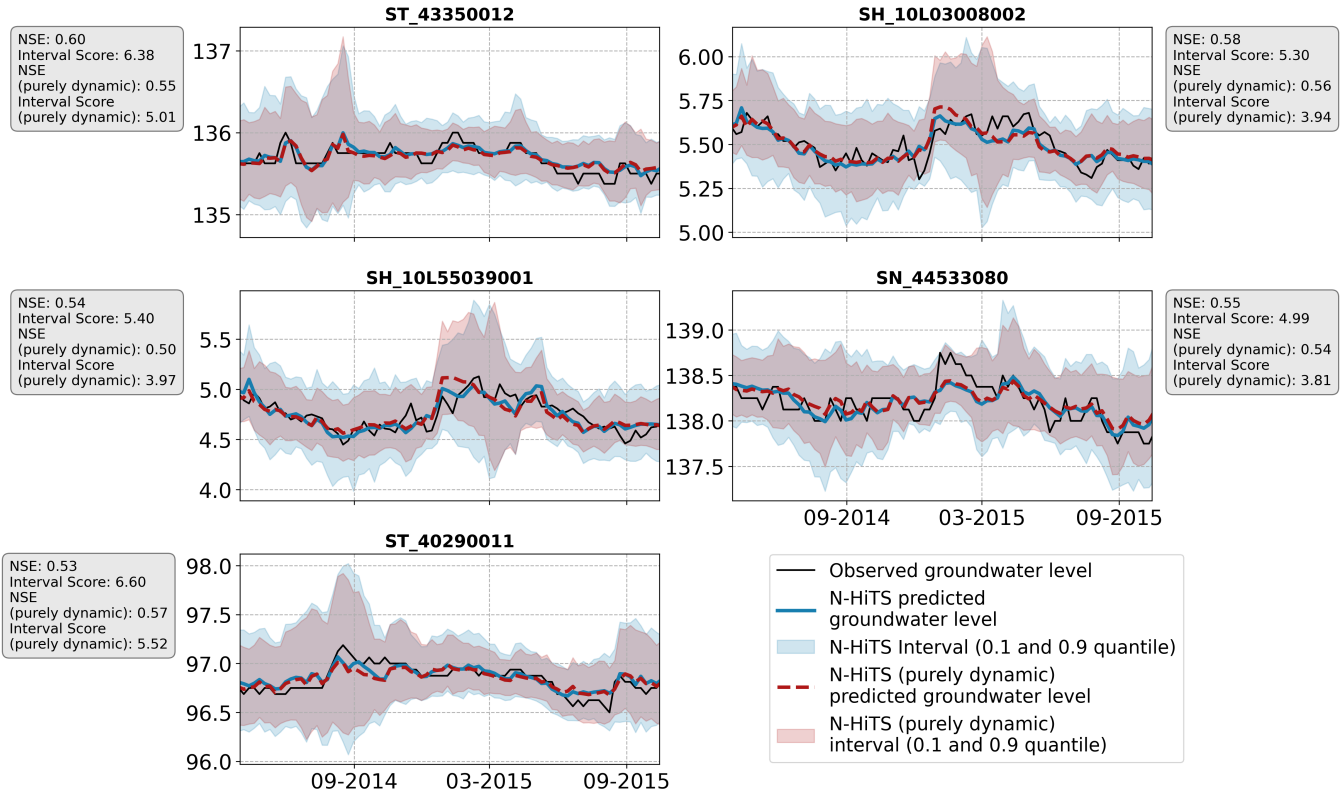 ST_43350012
NSE: 0.60
Interval Score: 6.38
NSE
(purely dynamic): 0.55
Interval Score
(purely dynamic): 5.01
137
136
135
SH_10L03008002
6.00
5.75
5.50
5.25
5.00
NSE: 0.58
Interval Score: 5.30
NSE
(purely dynamic): 0.56
Interval Score
(purely dynamic): 3.94
SH_10L55039001
NSE: 0.54
Interval Score: 5.40
NSE
(purely dynamic): 0.50
Interval Score
(purely dynamic): 3.97
5.5
5.0
4.5
4.0
SN_44533080
139.0
138.5
138.0
137.5
09-2014 03-2015 09-2015
NSE: 0.55
Interval Score: 4.99
NSE
(purely dynamic): 0.54
Interval Score
(purely dynamic): 3.81
ST_40290011
NSE: 0.53
Interval Score: 6.60
NSE
(purely dynamic): 0.57
Interval Score
(purely dynamic): 5.52
98.0
97.5
97.0
96.5
96.0
09-2014 03-2015 09-2015
Observed groundwater level
N-HiTS predicted
groundwater level
N-HiTS Interval (0.1 and 0.9 quantile)
N-HiTS (purely dynamic)
predicted groundwater level
N-HiTS (purely dynamic)
interval (0.1 and 0.9 quantile)